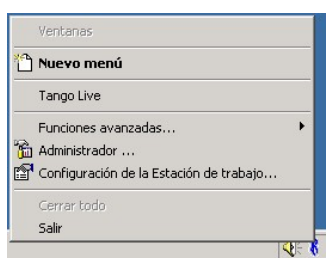 Ventanas
Nuevo menú
Tango Live
Funciones avanzadas...
Administrador ...
Configuración de la Estación de trabajo...
Cerrar todo
Salir